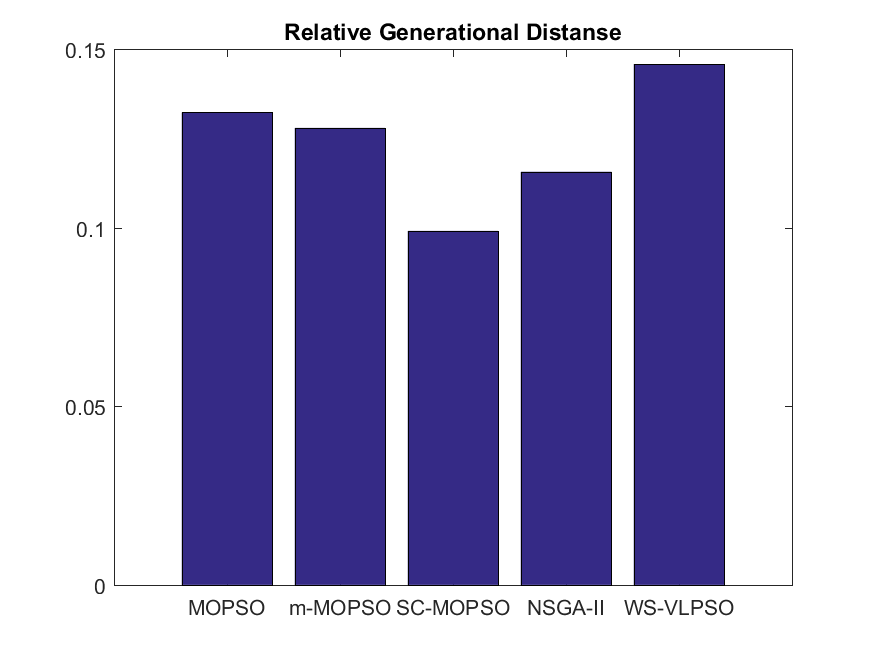 Relative Generational Distanse
0.15
0.1
0.05
0
MOPSO m-MOPSO SC-MOPSO NSGA-II WS-VLPSO